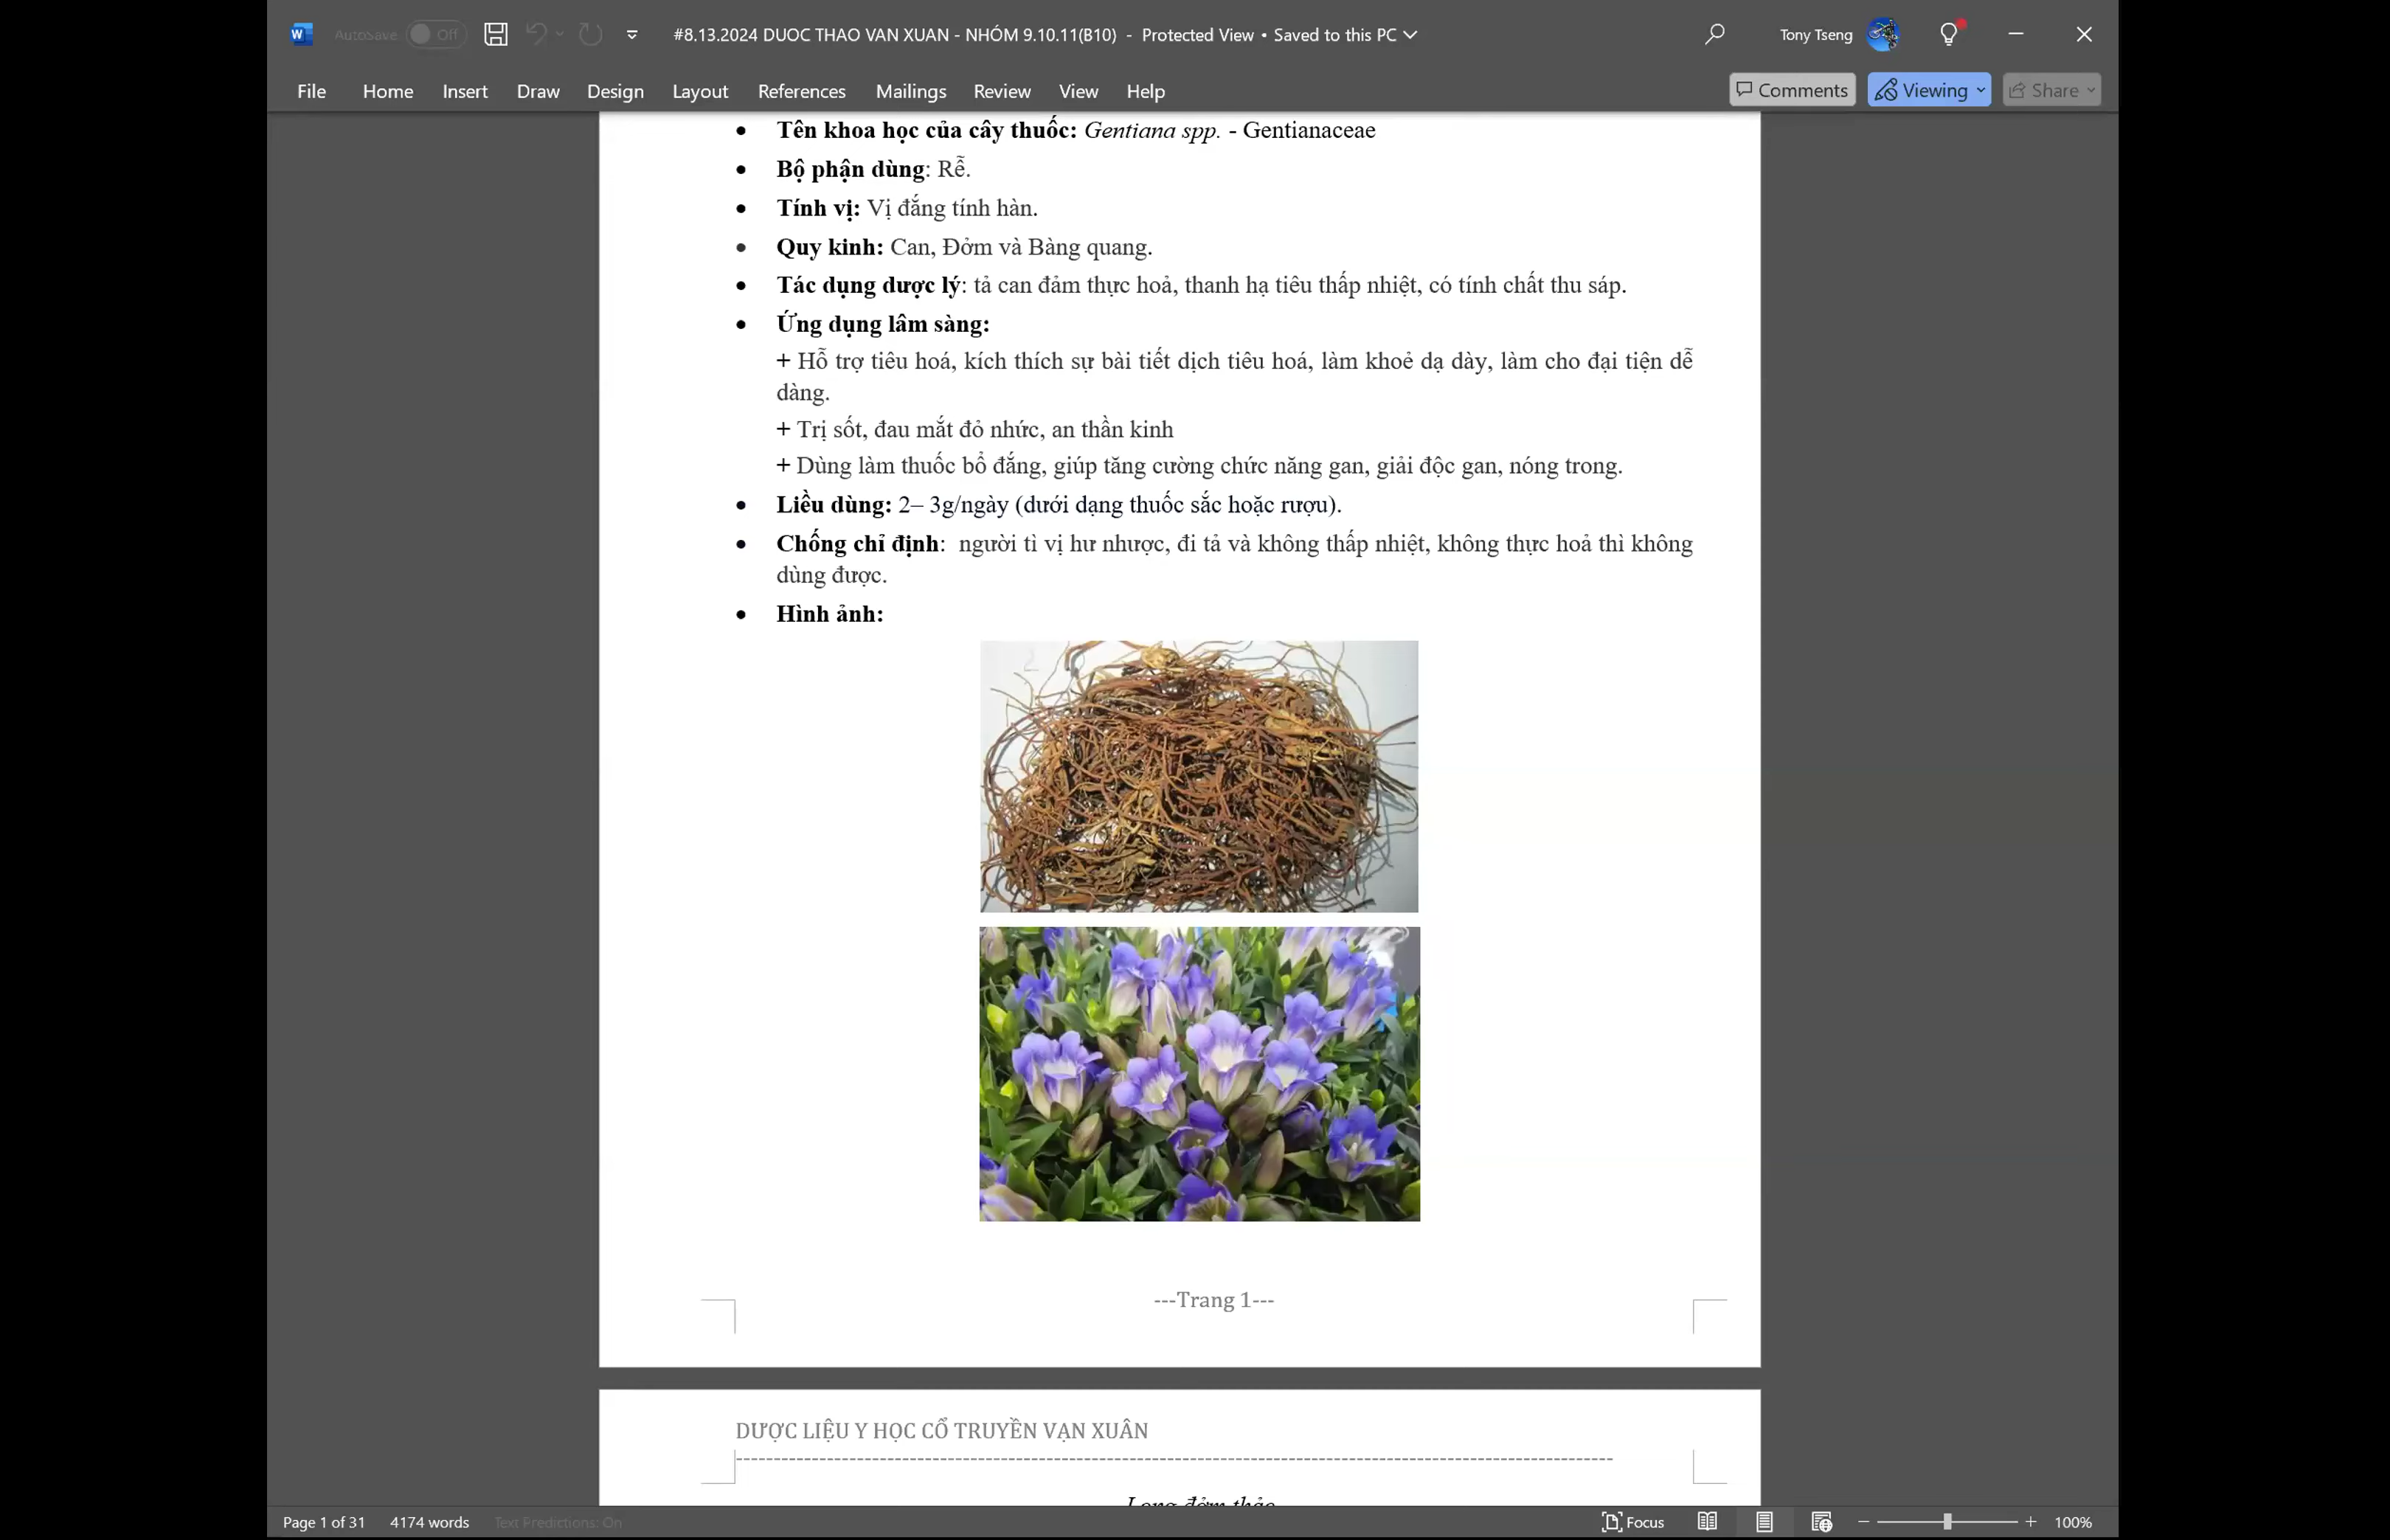 AutoSave Off #8.13.2024 DUOC THAO VAN XUAN - NHÓM 9.10.11(B10) - Protected View • Saved to this PC Tony Tseng
File Home Insert Draw Design Layout References Mailings Review View Help Comments Viewing Share
• Tên khoa học của cây thuốc: Gentiana spp. - Gentianaceae
• Bộ phận dùng: Rễ.
• Tính vị: Vị đắng tính hàn.
• Quy kinh: Can, Đởm và Bàng quang.
• Tác dụng dược lý: tả can đảm thực hoả, thanh hạ tiêu thấp nhiệt, có tính chất thu sáp.
• Ứng dụng lâm sàng:
+ Hỗ trợ tiêu hoá, kích thích sự bài tiết dịch tiêu hoá, làm khoẻ dạ dày, làm cho đại tiện dễ
dàng.
+ Trị sốt, đau mắt đỏ nhức, an thần kinh
+ Dùng làm thuốc bổ đắng, giúp tăng cường chức năng gan, giải độc gan, nóng trong.
• Liều dùng: 2– 3g/ngày (dưới dạng thuốc sắc hoặc rượu).
• Chống chỉ định:  người tì vị hư nhược, đi tả và không thấp nhiệt, không thực hoả thì không
dùng được.
• Hình ảnh:
---Trang 1---
DƯỢC LIỆU Y HỌC CỔ TRUYỀN VẠN XUÂN
Long đởm thảo
Page 1 of 31 4174 words Text Predictions: On Focus 100%